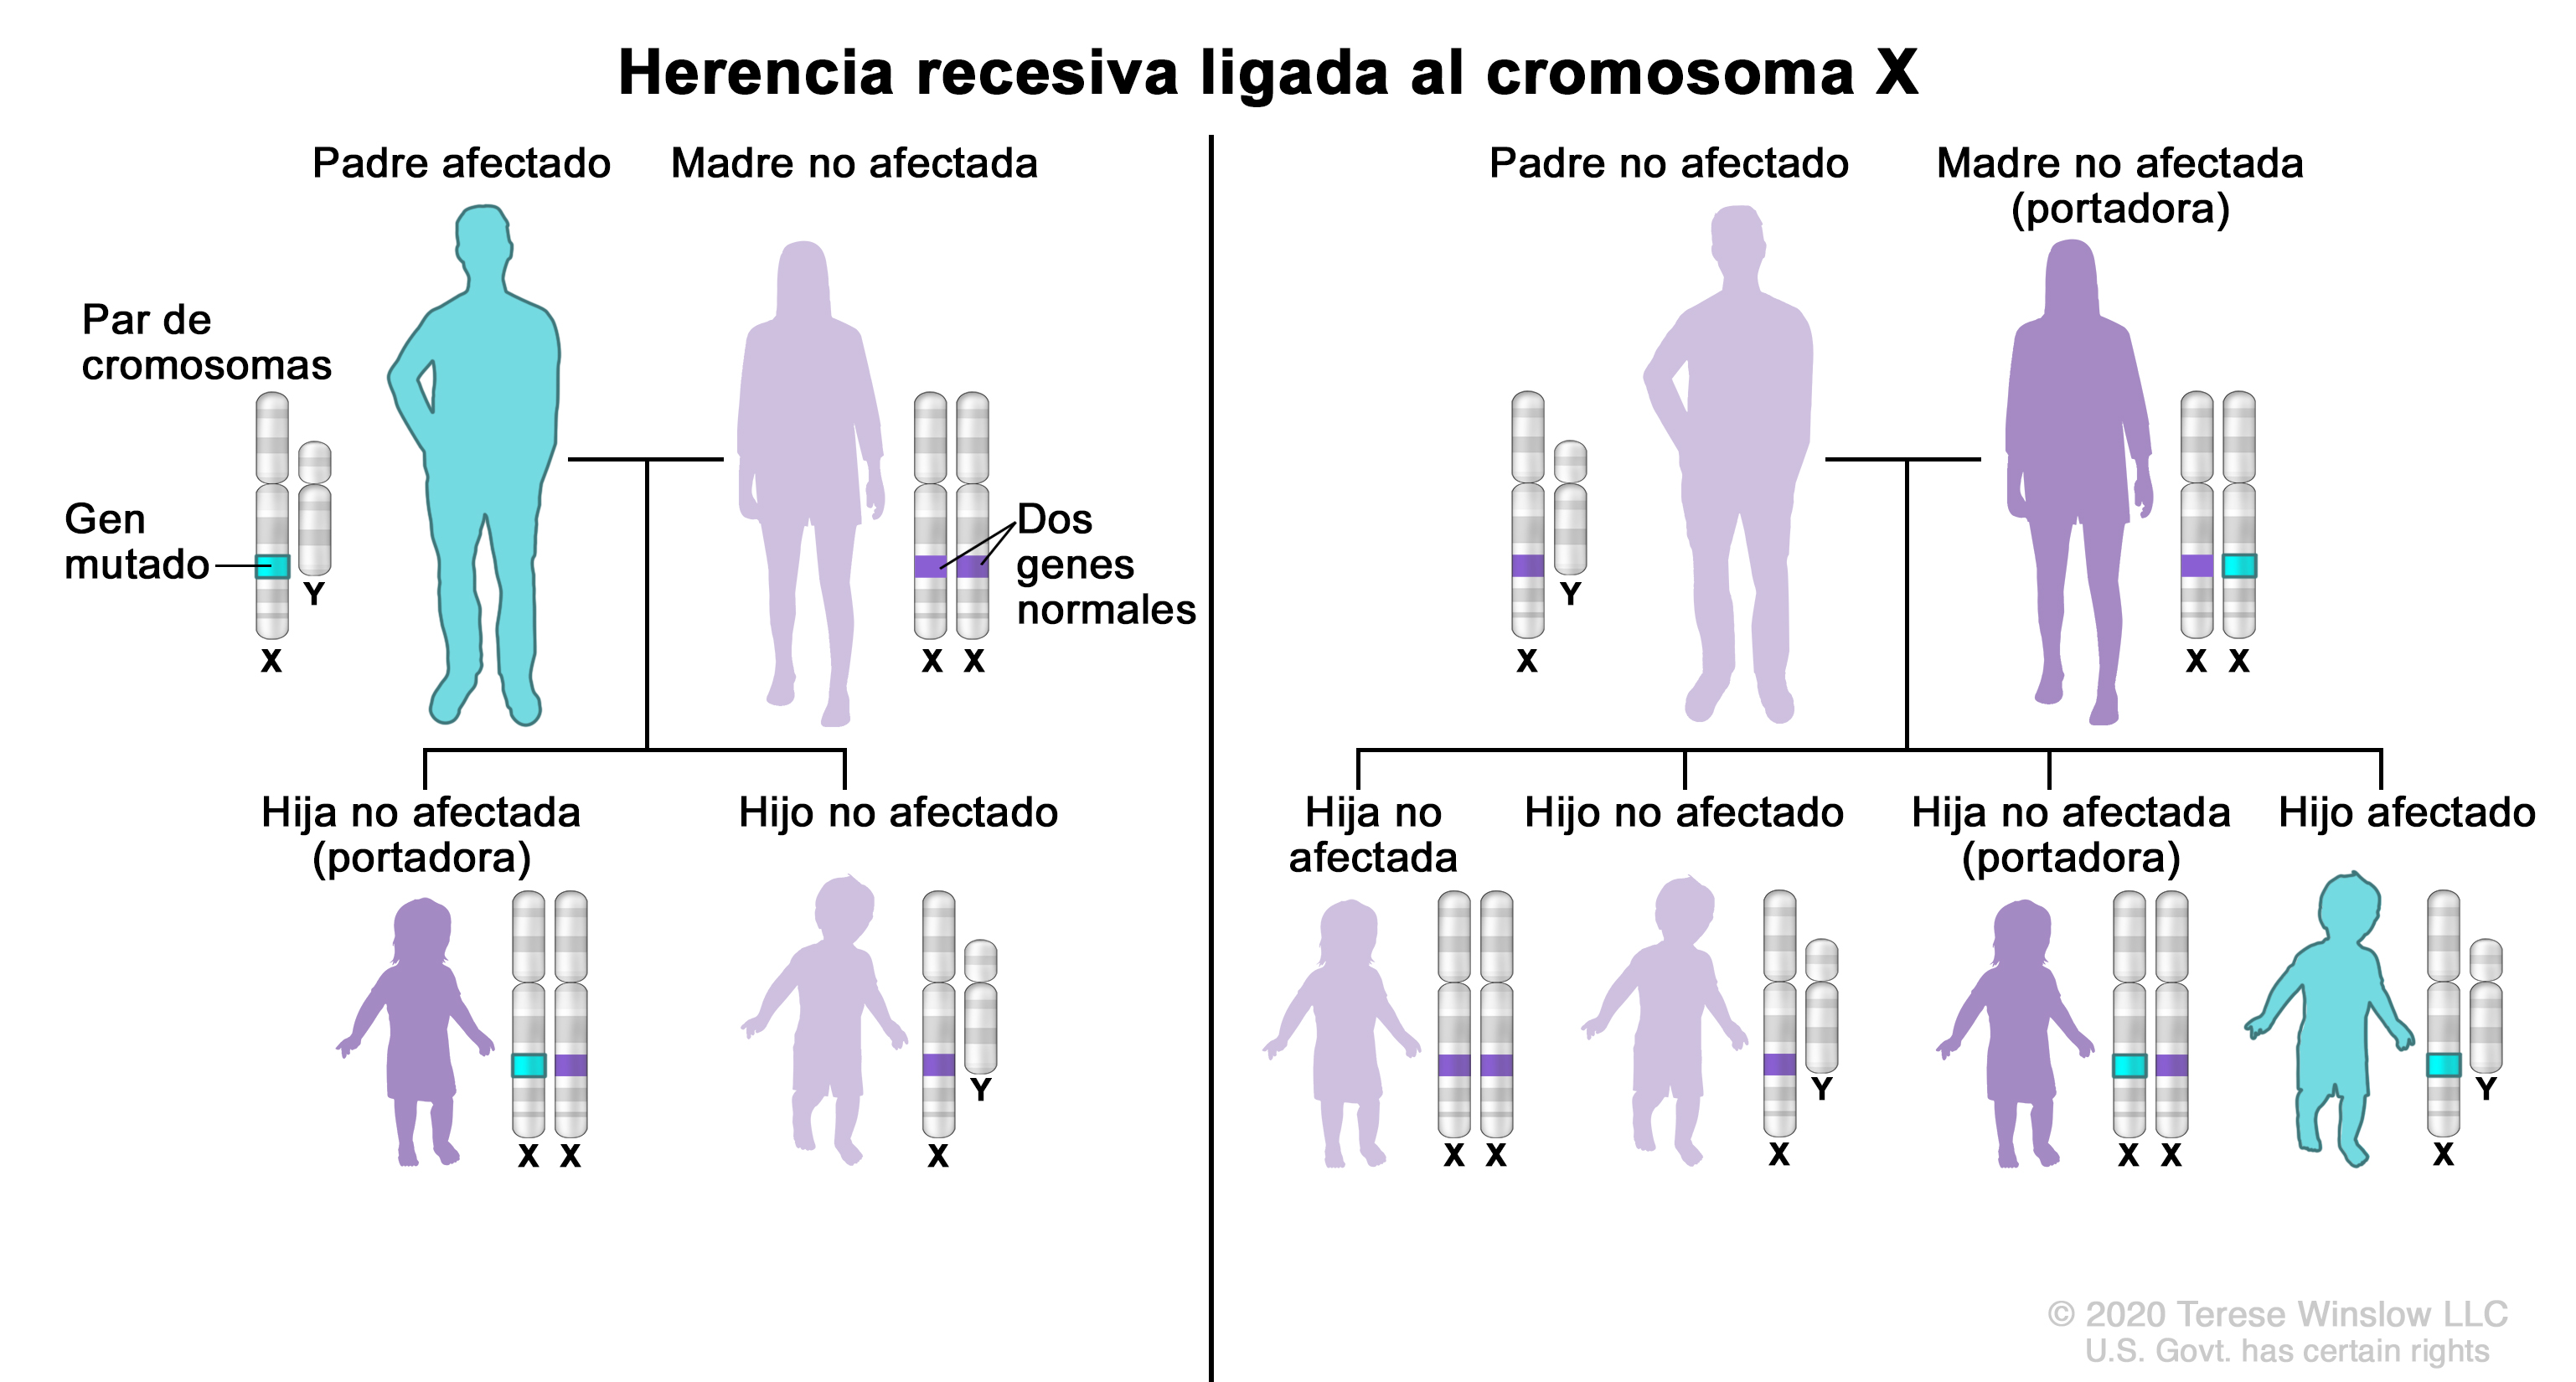 Herencia recesiva ligada al cromosoma X
Padre afectado
Madre no afectada
Par de
cromosomas
Gen
mutado
Y
X
Dos
genes
normales
X X
Hija no afectada
(portadora)
X X
Hijo no afectado
Y
X
Padre no afectado
Madre no afectada
(portadora)
Y
X
X X
Hija no
afectada
X X
Hijo no afectado
Y
X
Hija no afectada
(portadora)
X X
Hijo afectado
Y
X
© 2020 Terese Winslow LLC
U.S. Govt. has certain rights